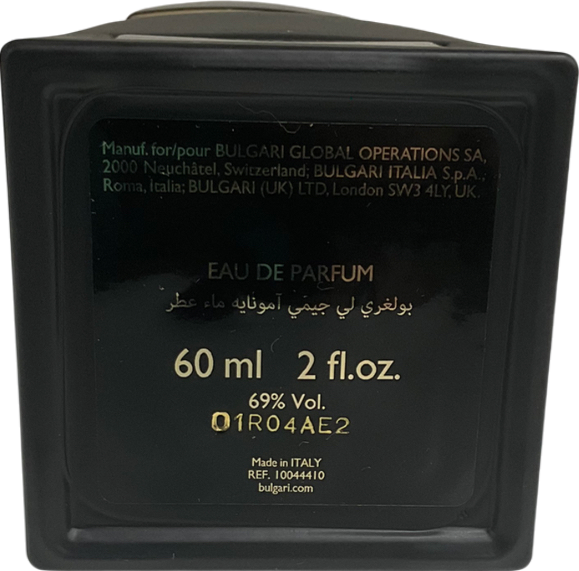 Manuf. for/pour BULGARI GLOBAL OPERATIONS SA,
2000 Neuchâtel, Switzerland; BULGARI ITALIA S.p.A.,
Roma, Italia; BULGARI (UK) LTD, London SW3 4LY, UK.
EAU DE PARFUM
بولغري لي جيمي آمونايه ماء عطر
60 ml 2 fl.oz.
69% Vol.
01R04AE2
Made in ITALY
REF. 10044410
bulgari.com